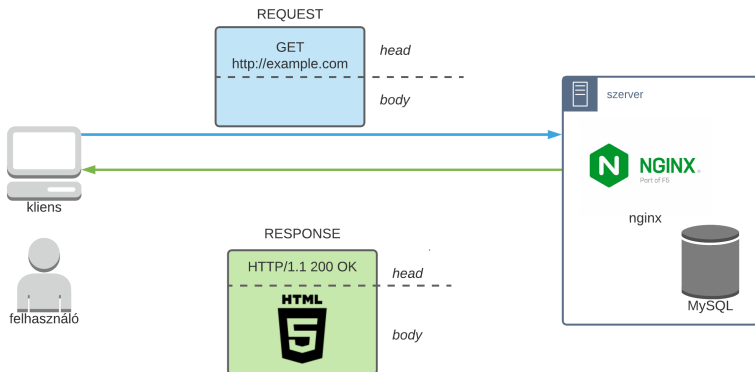 REQUEST
GET
http://example.com
head
body
szerver
NGINX
Part of F5
nginx
MySQL
kliens
felhasználó
RESPONSE
HTTP/1.1 200 OK
head
HTML
5
body